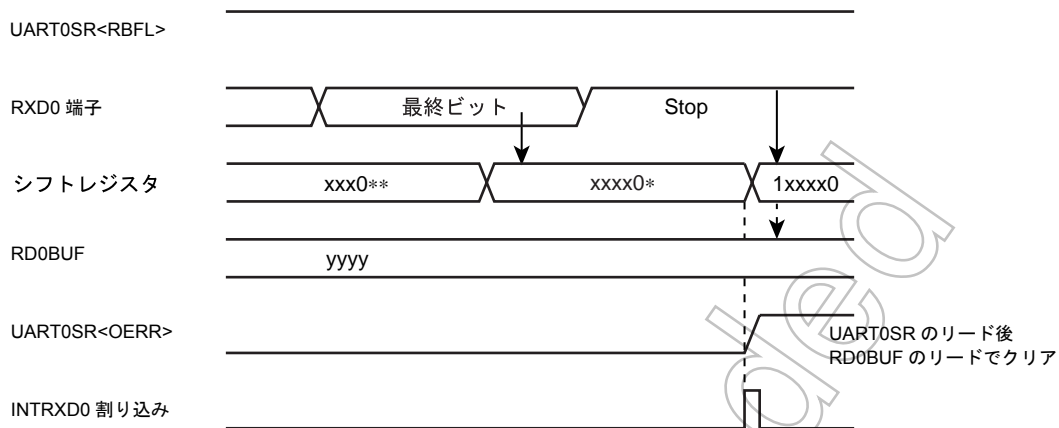 UART0SR<RBFL>
RXD0 端子
最終ビット
Stop
シフトレジスタ
xxx0**
xxxx0*
1xxxx0
RD0BUF
yyyy
UART0SR<OERR>
UART0SR のリード後
RD0BUF のリードでクリア
INTRXD0 割り込み
ded